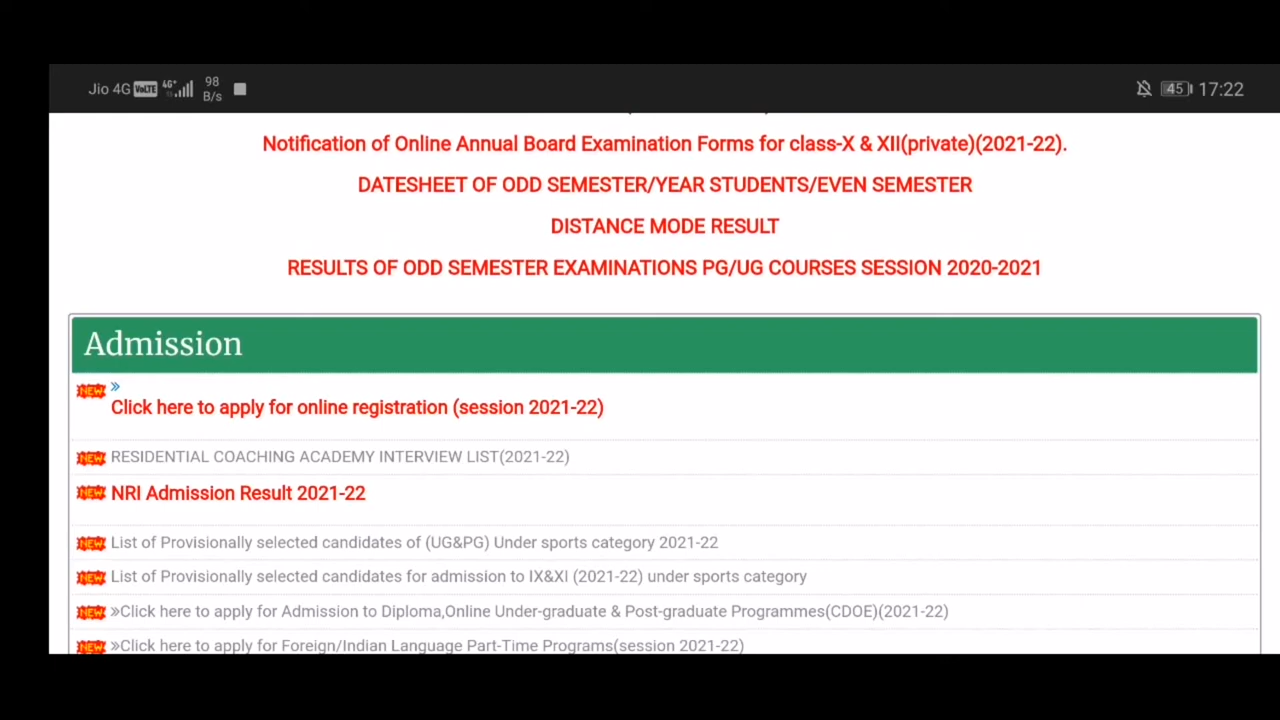 Jio 4G VoLTE 4G+ 98 B/s 45 17:22
Notification of Online Annual Board Examination Forms for class-X & XII(private)(2021-22).
DATESHEET OF ODD SEMESTER/YEAR STUDENTS/EVEN SEMESTER
DISTANCE MODE RESULT
RESULTS OF ODD SEMESTER EXAMINATIONS PG/UG COURSES SESSION 2020-2021
Admission
NEW »
Click here to apply for online registration (session 2021-22)
NEW RESIDENTIAL COACHING ACADEMY INTERVIEW LIST(2021-22)
NEW NRI Admission Result 2021-22
NEW List of Provisionally selected candidates of (UG&PG) Under sports category 2021-22
NEW List of Provisionally selected candidates for admission to IX&XI (2021-22) under sports category
NEW »Click here to apply for Admission to Diploma,Online Under-graduate & Post-graduate Programmes(CDOE)(2021-22)
NEW »Click here to apply for Foreign/Indian Language Part-Time Programs(session 2021-22)